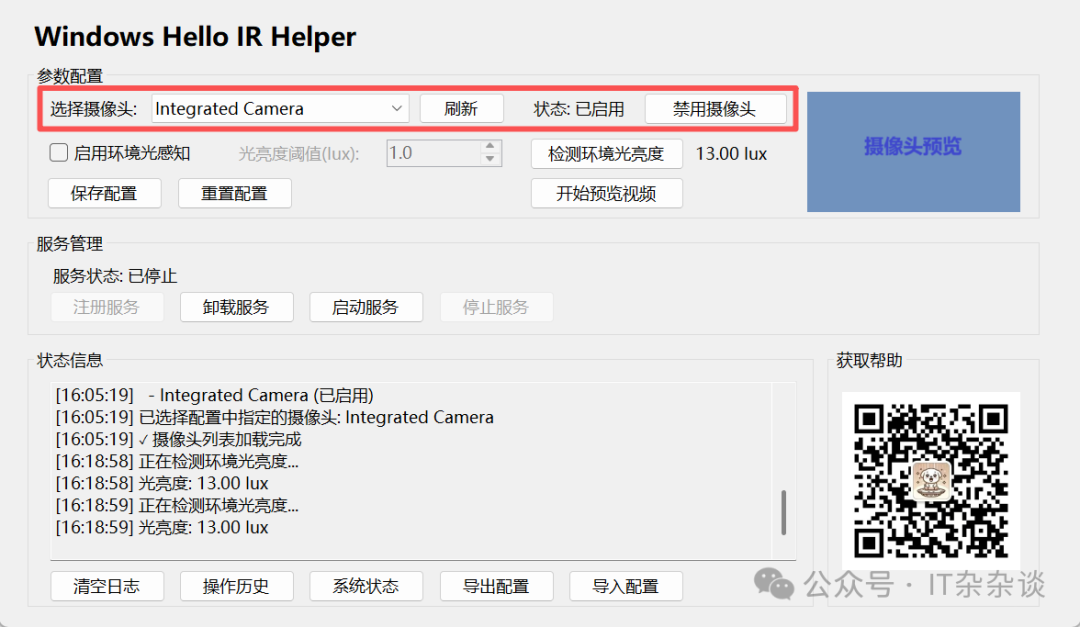 Windows Hello IR Helper
参数配置
选择摄像头: Integrated Camera 刷新 状态: 已启用 禁用摄像头
启用环境光感知 光亮度阈值(lux): 1.0 检测环境光亮度 13.00 lux
摄像头预览
保存配置 重置配置 开始预览视频
服务管理
服务状态: 已停止
注册服务 卸载服务 启动服务 停止服务
状态信息
[16:05:19] - Integrated Camera (已启用)
[16:05:19] 已选择配置中指定的摄像头: Integrated Camera
[16:05:19] ✓ 摄像头列表加载完成
[16:18:58] 正在检测环境光亮度...
[16:18:58] 光亮度: 13.00 lux
[16:18:59] 正在检测环境光亮度...
[16:18:59] 光亮度: 13.00 lux
清空日志 操作历史 系统状态 导出配置 导入配置
获取帮助
公众号 · IT杂杂谈